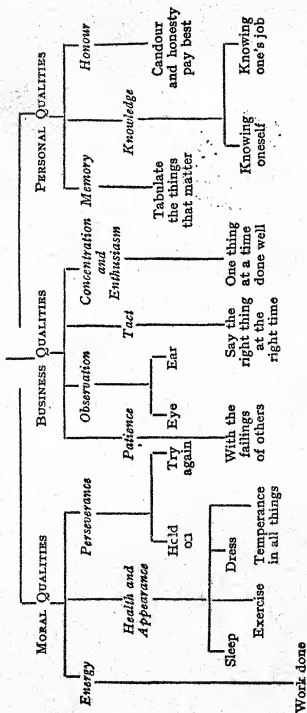 MORAL QUALITIES
BUSINESS QUALITIES
PERSONAL QUALITIES
Energy
Work done
Health and
Appearance
Sleep
Exercise
Dress
Temperance
in all things
Perseverance
Hold
on
Try
again
Patience
With the
failings
of others
Observation
Eye
Ear
Tact
Say the
right thing
at the
right time
Concentration
and
Enthusiasm
One thing
at a time
done well
Memory
Tabulate
the things
that matter
Knowledge
Knowing
oneself
Knowing
one's job
Honour
Candour
and honesty
pay best